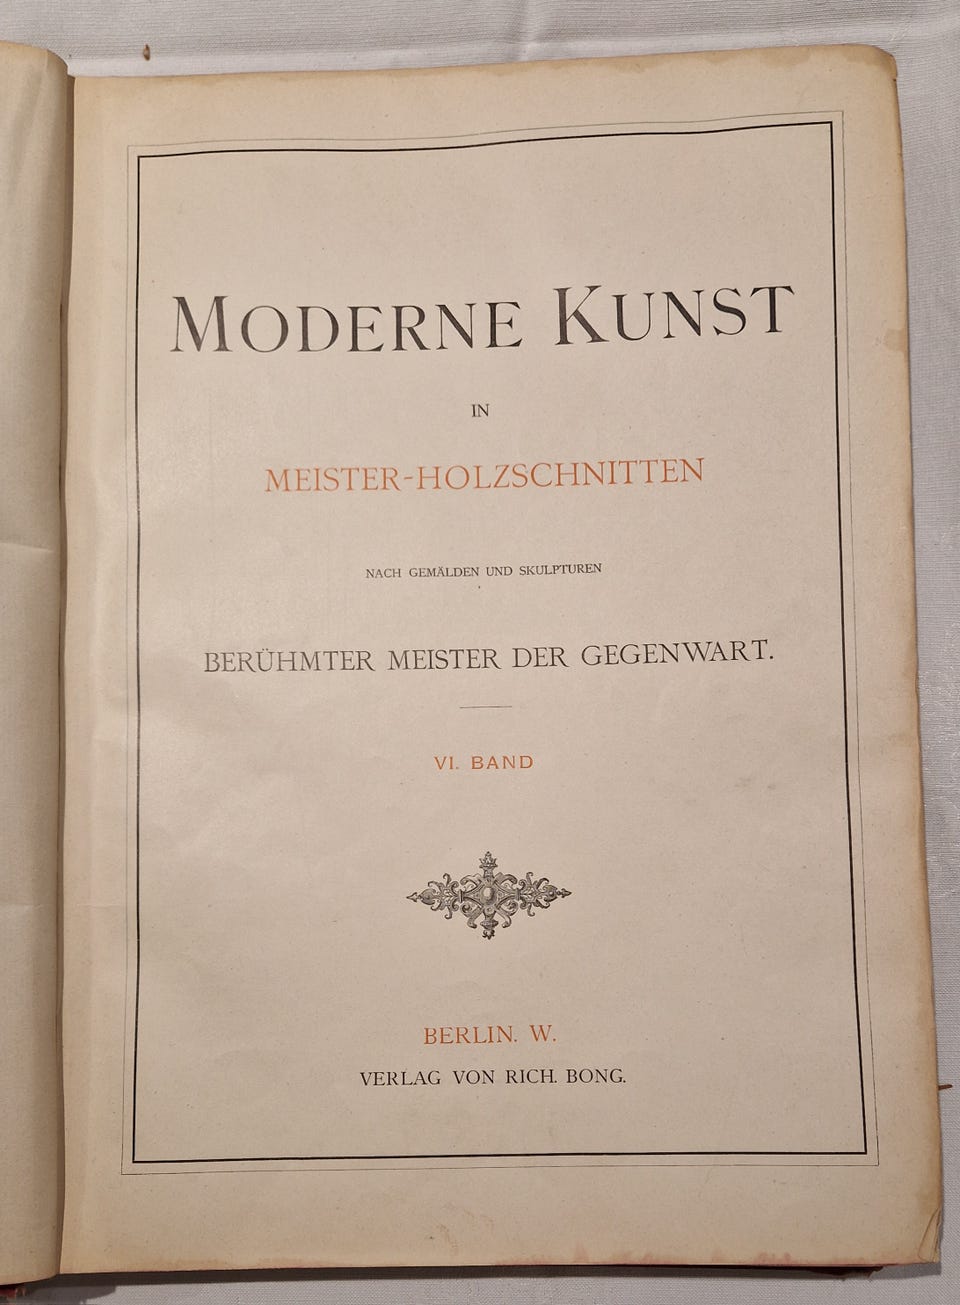 MODERNE KUNST
IN
MEISTER-HOLZSCHNITTEN
NACH GEMÄLDEN UND SKULPTUREN
BERÜHMTER MEISTER DER GEGENWART.
VI. BAND
BERLIN. W.
VERLAG VON RICH. BONG.